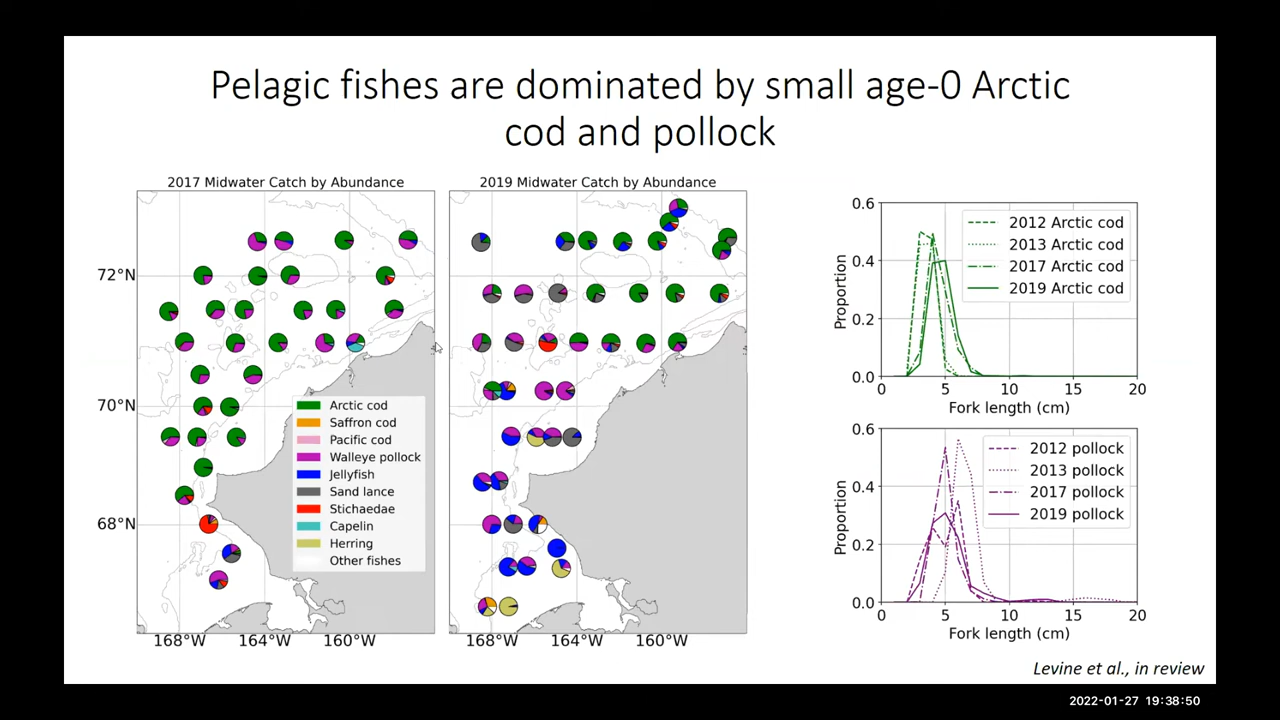 Pelagic fishes are dominated by small age-0 Arctic
cod and pollock
2017 Midwater Catch by Abundance
72°N
70°N
68°N
168°W 164°W 160°W
Arctic cod
Saffron cod
Pacific cod
Walleye pollock
Jellyfish
Sand lance
Stichaedae
Capelin
Herring
Other fishes
2019 Midwater Catch by Abundance
168°W 164°W 160°W
0.6
0.4
0.2
0.0
Proportion
2012 Arctic cod
2013 Arctic cod
2017 Arctic cod
2019 Arctic cod
0 5 10 15 20
Fork length (cm)
0.6
0.4
0.2
0.0
Proportion
2012 pollock
2013 pollock
2017 pollock
2019 pollock
0 5 10 15 20
Fork length (cm)
Levine et al., in review
2022-01-27 19:38:50